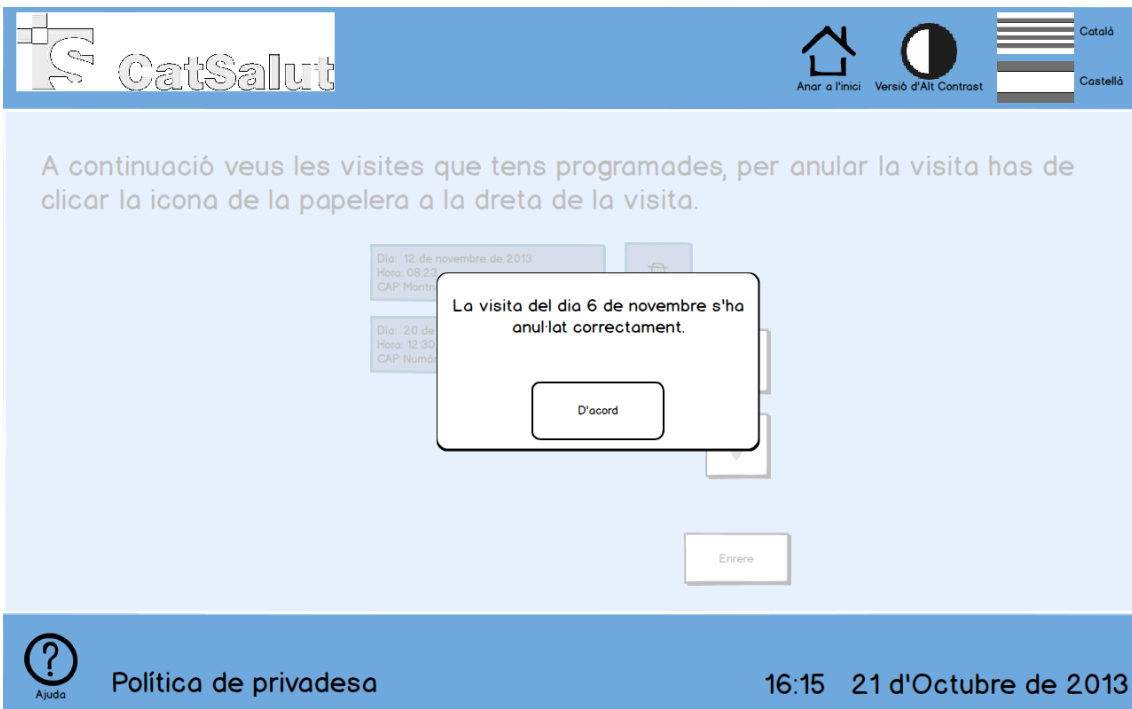 CatSalut
Anar a l'inici
Versió d'Alt Contrast
Català
Castellà
A continuació veus les visites que tens programades, per anular la visita has de
clicar la icona de la papelera a la dreta de la visita.
Dia: 12 de novembre de 2013
Hora: 08:23
CAP
Dia: 20 de
Hora: 12:30
CAP
La visita del dia 6 de novembre s'ha
anul·lat correctament.
D'acord
Enrere
Ajuda
Política de privadesa
16:15 21 d'Octubre de 2013